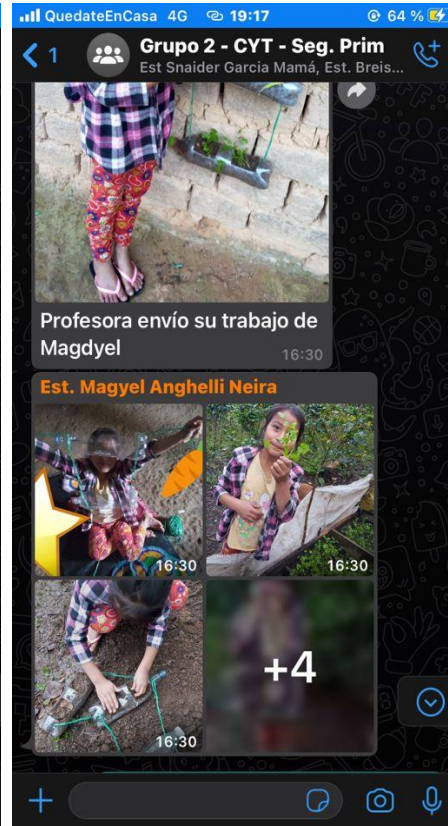 QuedateEnCasa 4G 19:17 64 %
1 Grupo 2 - CYT - Seg. Prim
Est Snaider Garcia Mamá, Est. Breis...
Profesora envío su trabajo de
Magdyel
16:30
Est. Magyel Anghelli Neira
16:30 16:30
16:30 +4